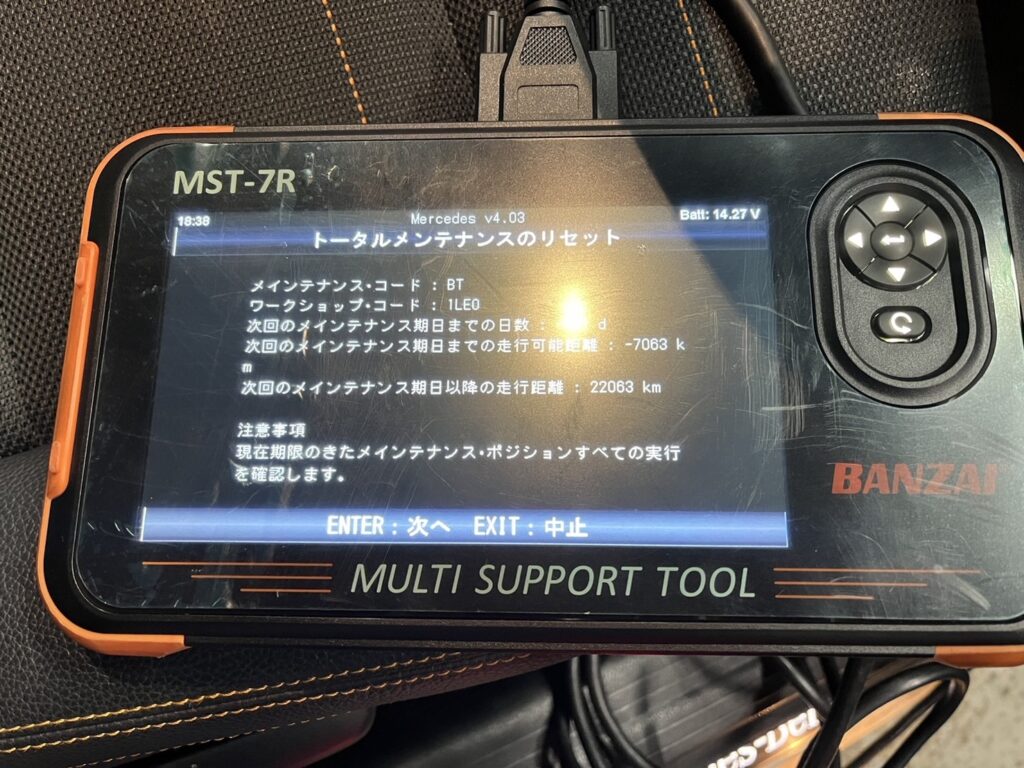 MST-7R
18:38 Mercedes v4.03 Batt: 14.27 V
トータルメンテナンスのリセット
メインテナンス・コード : BT
ワークショップ・コード : 1LE0
次回のメインテナンス期日までの日数 : d
次回のメインテナンス期日までの走行可能距離 : -7063 k
m
次回のメインテナンス期日以降の走行距離 : 22063 km
注意事項
現在期限のきたメインテナンス・ポジションすべての実行
を確認します。
ENTER : 次へ EXIT : 中止
BANZAI
MULTI SUPPORT TOOL